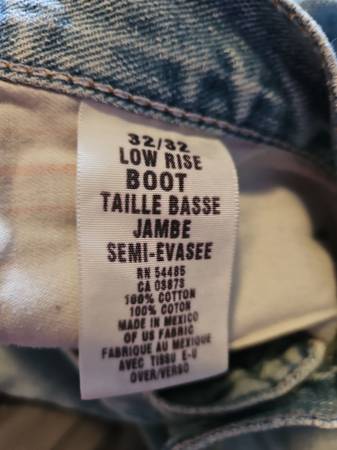 32/32
LOW RISE
BOOT
TAILLE BASSE
JAMBE
SEMI-EVASEE
RN 54485
CA 03873
100% COTTON
100% COTON
MADE IN MEXICO
OF US FABRIC
FABRIQUE AU MEXIQUE
AVEC TISSU E-U
OVER/VERSO